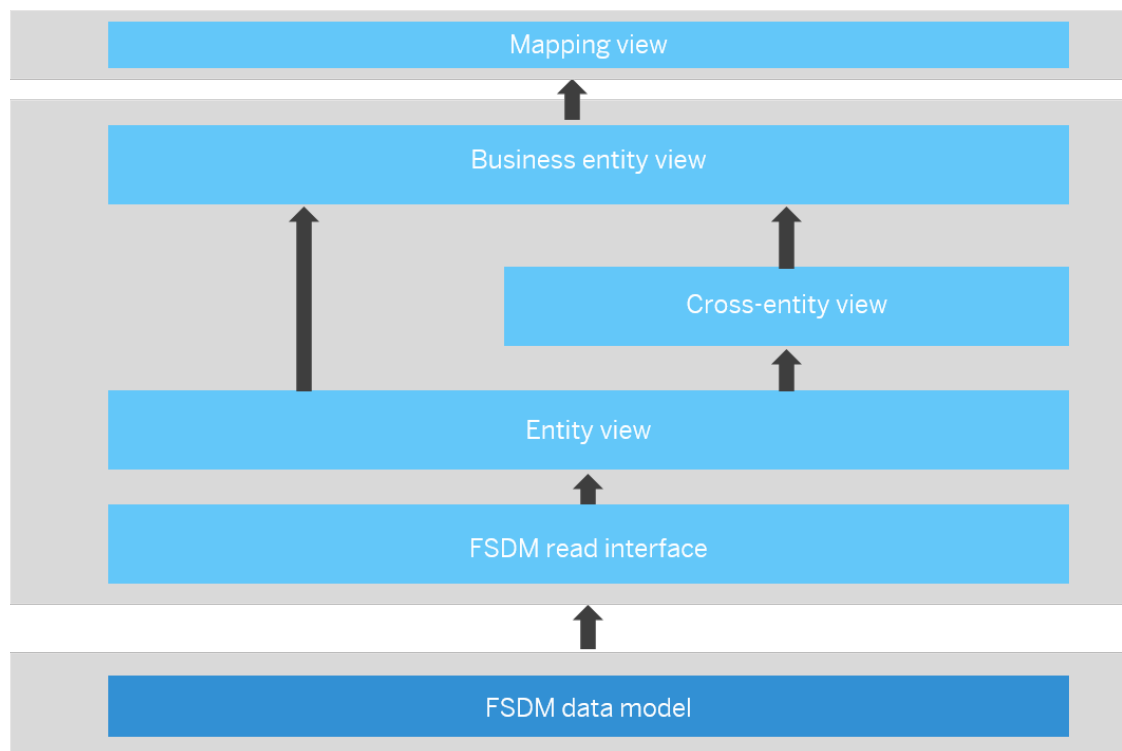 Mapping view
Business entity view
Cross-entity view
Entity view
FSDM read interface
FSDM data model